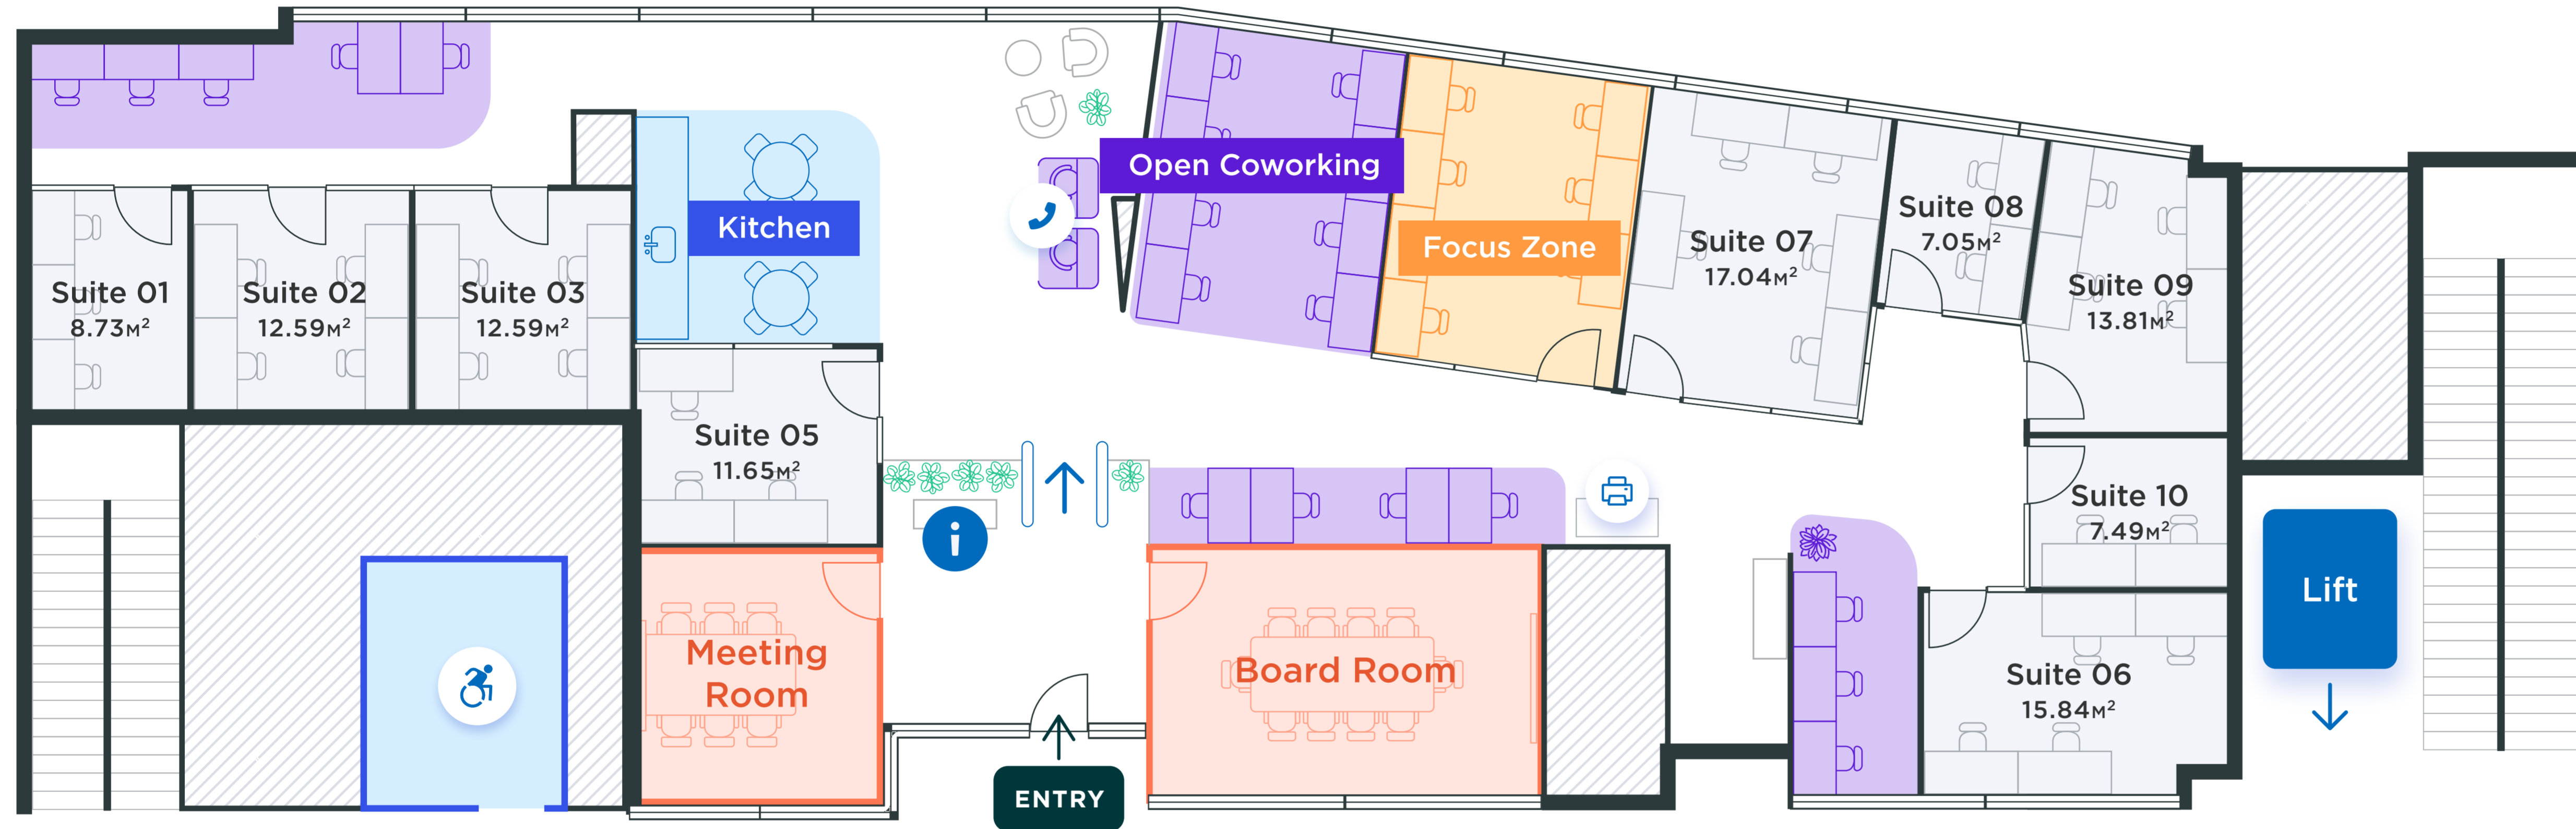 Open Coworking
Kitchen
Focus Zone
Suite 01
8.73M²
Suite 02
12.59M²
Suite 03
12.59M²
Suite 07
17.04M²
Suite 08
7.05M²
Suite 09
13.81M²
Suite 05
11.65M²
i
Suite 10
7.49M²
Lift
Meeting
Room
Board Room
Suite 06
15.84M²
ENTRY